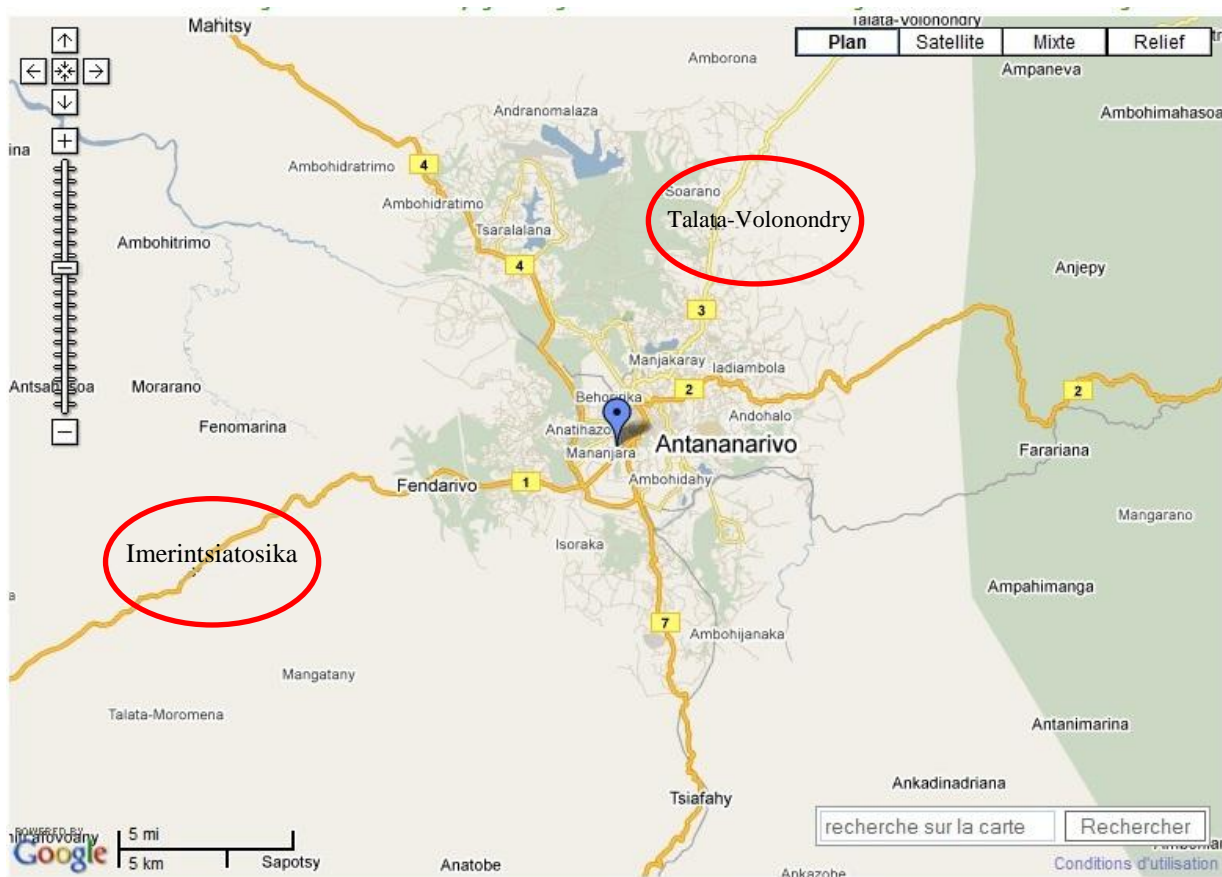 Mahitsy
Talata-Volonondry
Plan Satellite Mixte Relief
Amborona
Ampaneva
Andranomalaza
Ambohimahasoa
4
Ambohidratrimo
Soarano
Ambohidratimo
Talata-Volonondry
Tsaralalana
Ambohitrimo
4
Anjepy
3
Manjakaray
Iadiambola
Morarano
2
2
Behoririka
Andohalo
Fenomarina
Anatihazo
Antananarivo
Mananjara
Farariana
Fendarivo
1
Ambohidahy
Mangarano
Isoraka
Imerintsiatosika
Ampahimanga
7
Ambohijanaka
Mangatany
Talata-Moromena
Antanimarina
Ankadinadriana
Tsiafahy
recherche sur la carte Rechercher
POWERED BY
Google
5 mi
5 km
Sapotsy
Anatobe
Ankazobe
Conditions d'utilisation